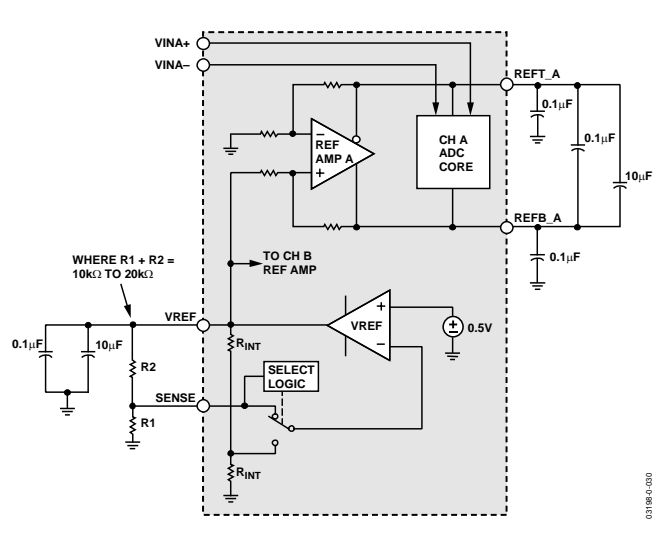 VINA+
VINA–
REFT_A
0.1μF
0.1μF
10μF
–
REF
AMP A
+
CH A
ADC
CORE
REFB_A
0.1μF
WHERE R1 + R2 =
10kΩ TO 20kΩ
TO CH B
REF AMP
VREF
0.1μF
10μF
R2
RINT
VREF
+
–
±
0.5V
SELECT
LOGIC
SENSE
R1
RINT
03198-0-030